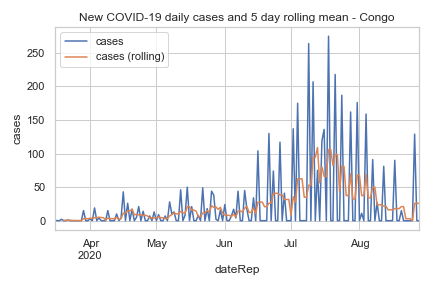 New COVID-19 daily cases and 5 day rolling mean - Congo
cases
cases (rolling)
250
200
150
100
50
0
cases
Apr
2020
May
Jun
Jul
Aug
dateRep